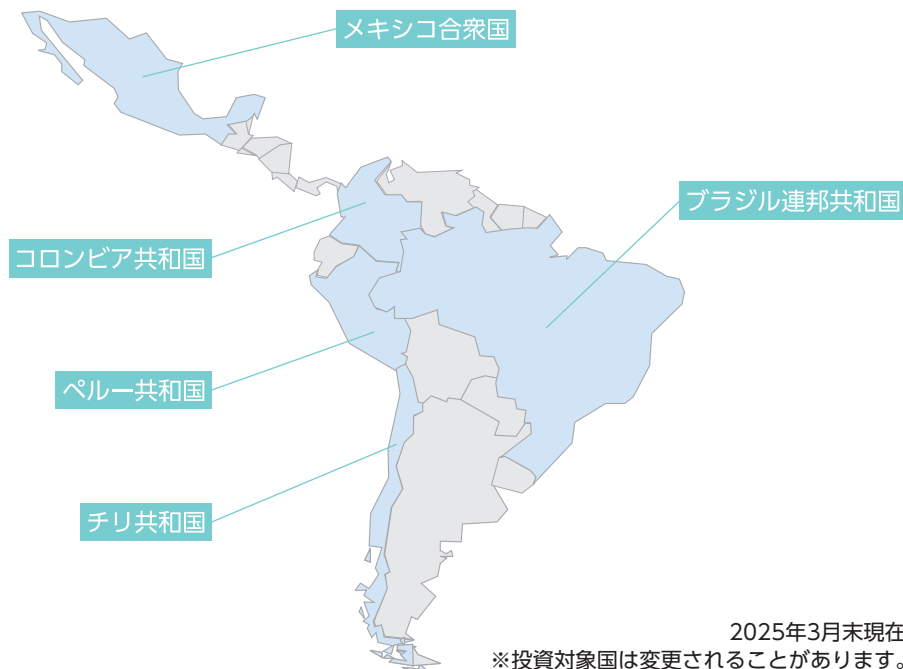 メキシコ合衆国
ブラジル連邦共和国
コロンビア共和国
ペルー共和国
チリ共和国
2025年3月末現在
※投資対象国は変更されることがあります。